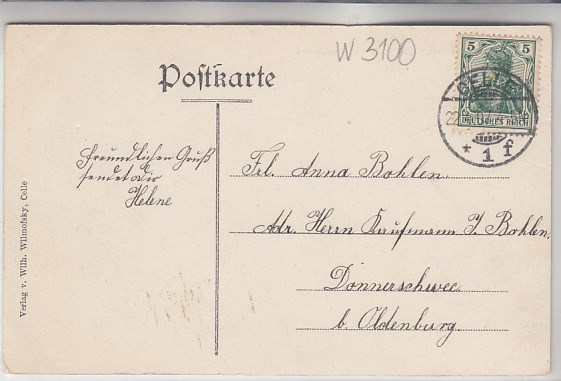 W 3100
Postkarte
5 5
DEUTSCHES REICH
CELLE
* 1 f
Freundlichen Gruß
sendet Dir
Helene
Frl. Anna Bohlen.
Adr. Herrn Kaufmann J. Bohlen.
Donnerschwee
b. Oldenburg.
Verlag v. Wilh. Wilmofsky, Celle